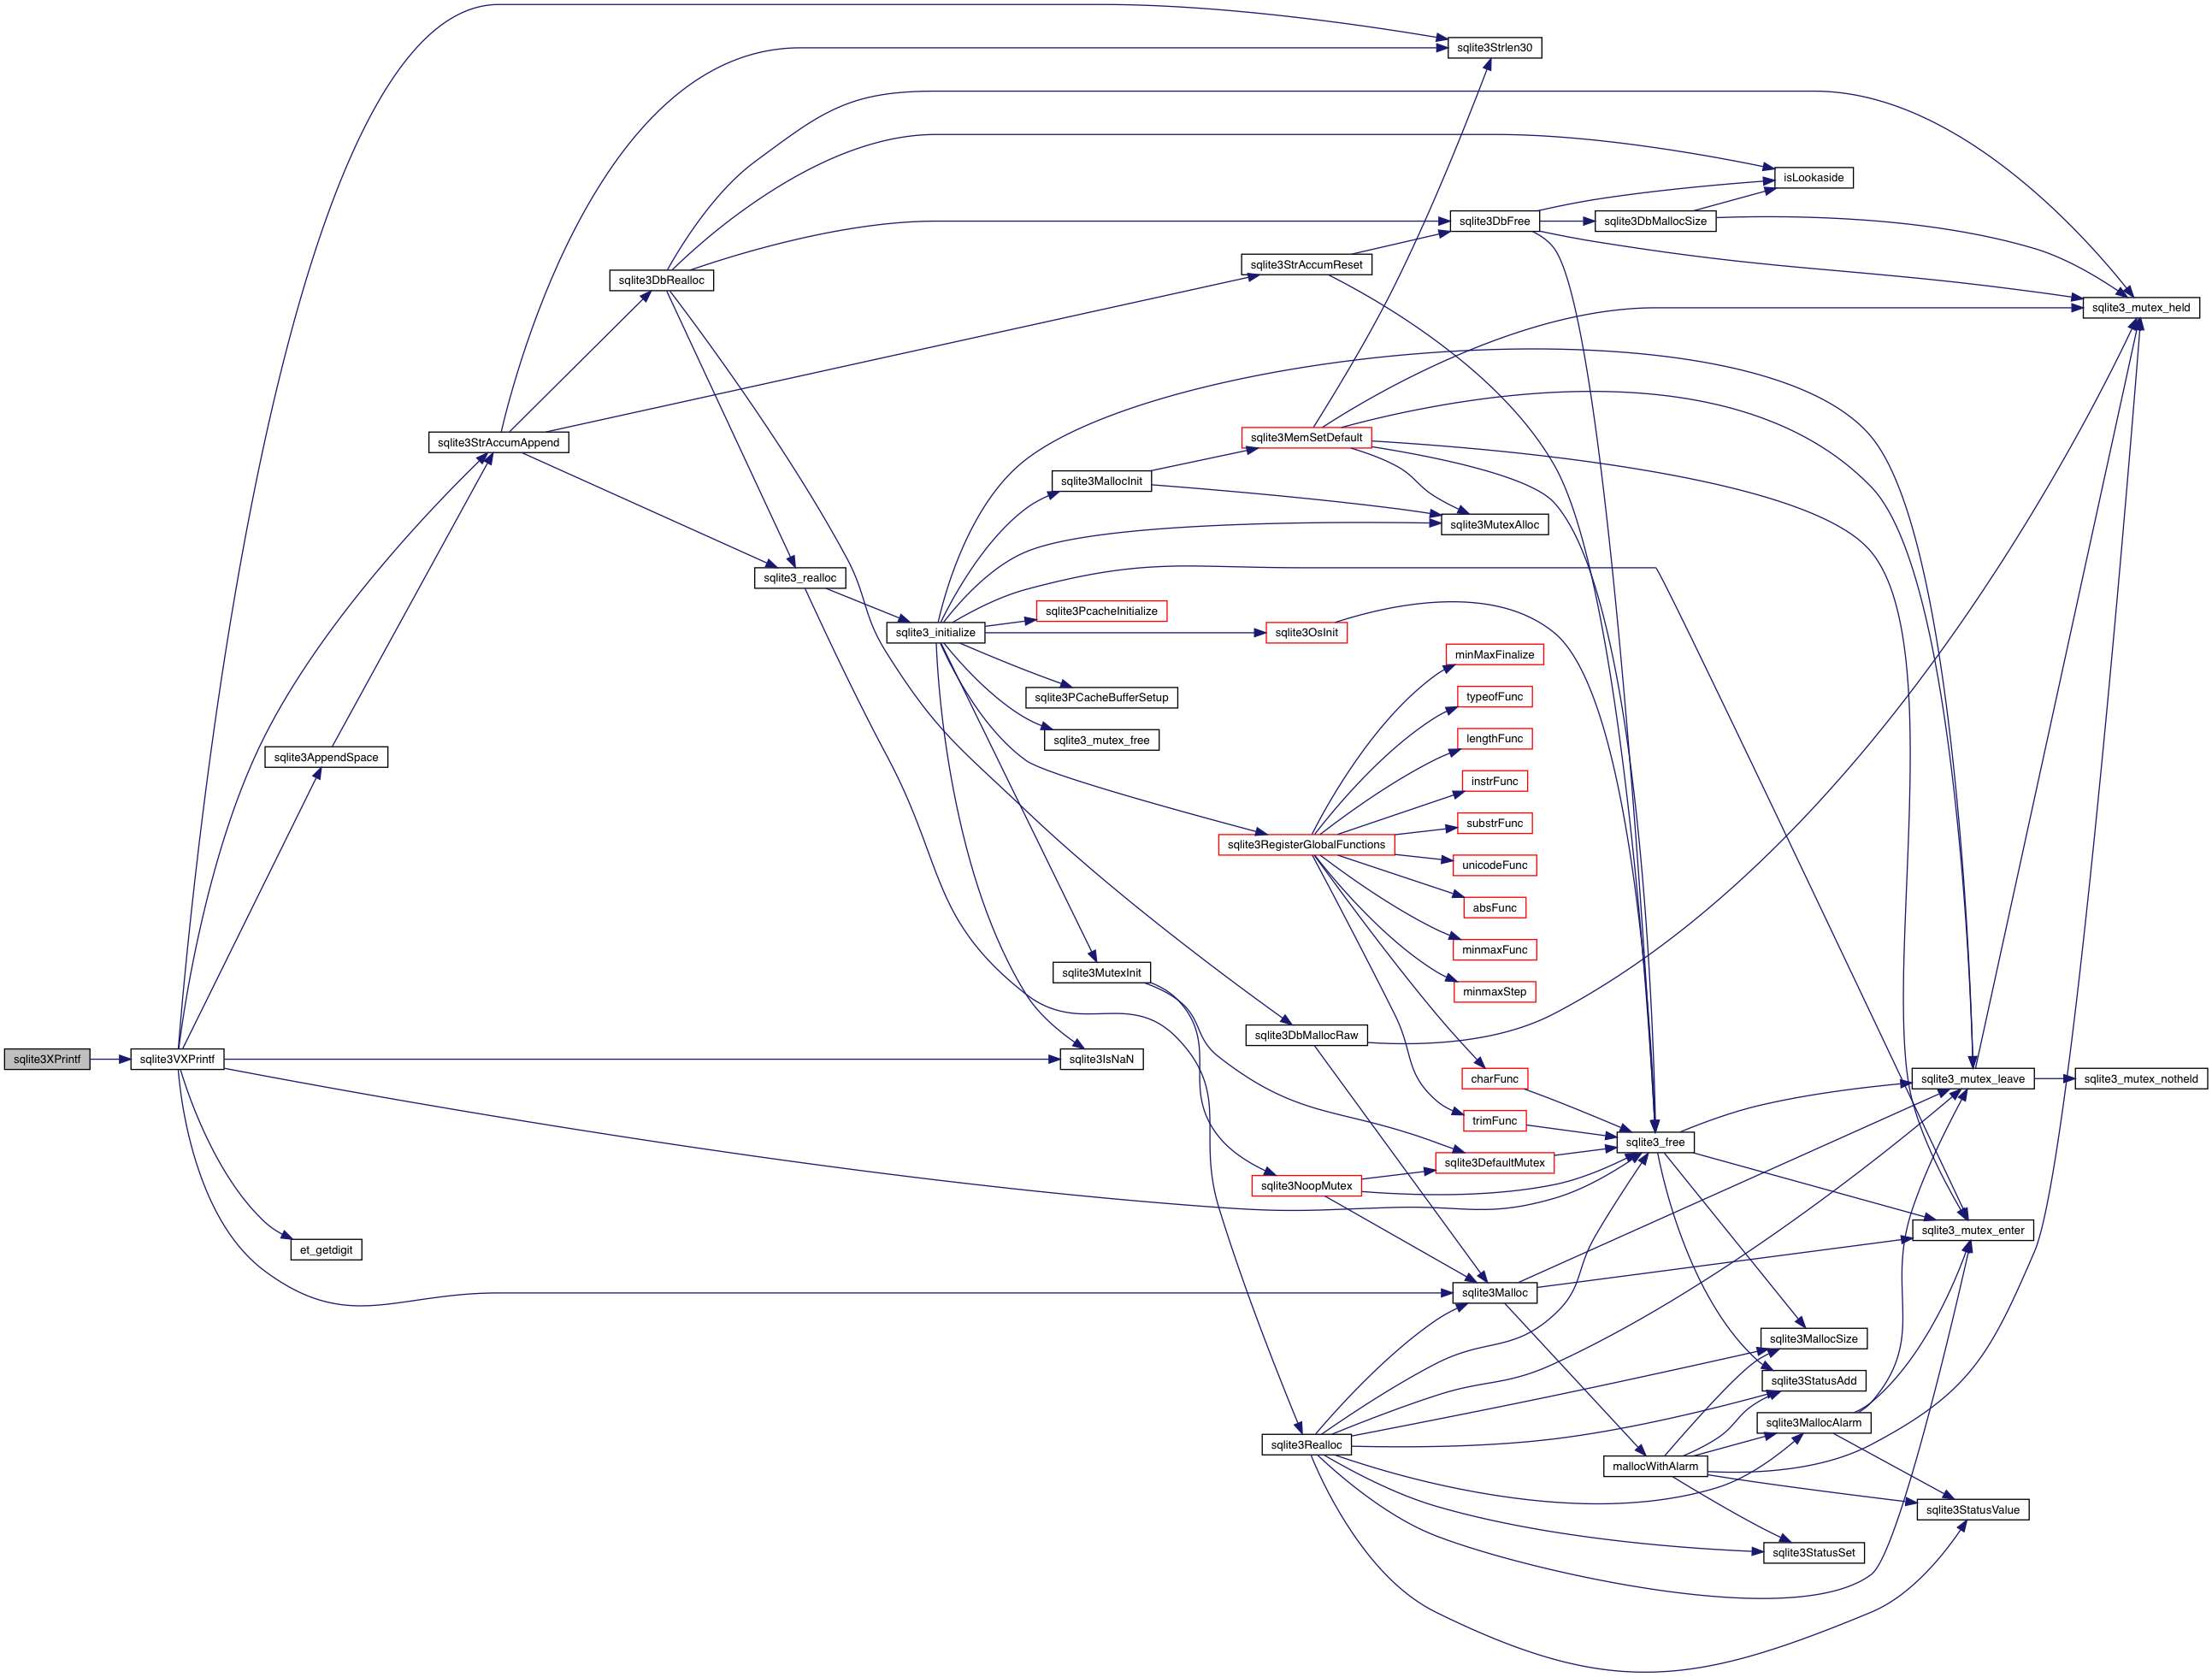 sqlite3Strlen30
isLookaside
sqlite3DbFree
sqlite3DbMallocSize
sqlite3StrAccumReset
sqlite3DbRealloc
sqlite3_mutex_held
sqlite3StrAccumAppend
sqlite3MemSetDefault
sqlite3MallocInit
sqlite3MutexAlloc
sqlite3_realloc
sqlite3PcacheInitialize
sqlite3_initialize
sqlite3OsInit
minMaxFinalize
sqlite3PCacheBufferSetup
typeofFunc
sqlite3_mutex_free
lengthFunc
sqlite3AppendSpace
instrFunc
substrFunc
sqlite3RegisterGlobalFunctions
unicodeFunc
absFunc
minmaxFunc
sqlite3MutexInit
minmaxStep
sqlite3DbMallocRaw
sqlite3XPrintf
sqlite3VXPrintf
sqlite3IsNaN
charFunc
sqlite3_mutex_leave
sqlite3_mutex_notheld
trimFunc
sqlite3_free
sqlite3DefaultMutex
sqlite3NoopMutex
sqlite3_mutex_enter
et_getdigit
sqlite3Malloc
sqlite3MallocSize
sqlite3StatusAdd
sqlite3MallocAlarm
sqlite3Realloc
mallocWithAlarm
sqlite3StatusValue
sqlite3StatusSet